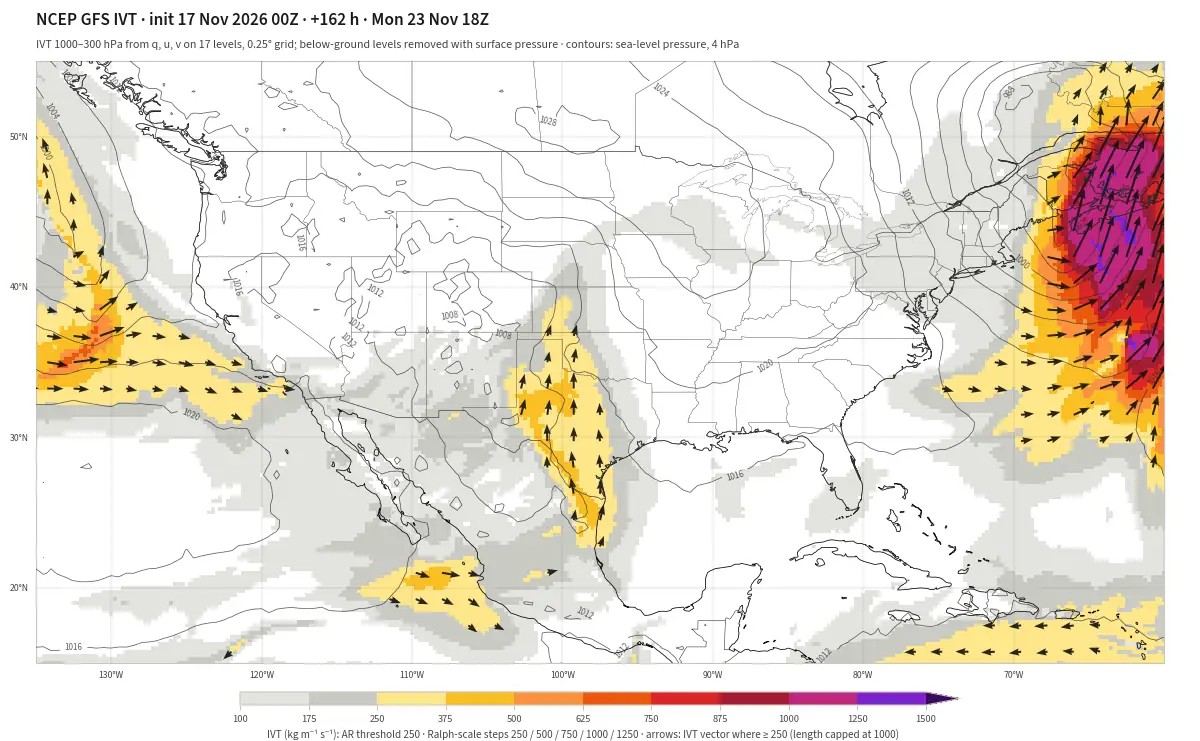 NCEP GFS IVT · init 17 Nov 2026 00Z · +162 h · Mon 23 Nov 18Z
IVT 1000–300 hPa from q, u, v on 17 levels, 0.25° grid; below-ground levels removed with surface pressure · contours: sea-level pressure, 4 hPa
1004
1024
988
1028
50°N
1012
1016
1000
40°N
1016
1012
1008
1012
1008
1012
1020
1020
30°N
1016
20°N
1012
1016
1012
1012
130°W 120°W 110°W 100°W 90°W 80°W 70°W
100 175 250 375 500 625 750 875 1000 1250 1500
IVT (kg m⁻¹ s⁻¹): AR threshold 250 · Ralph-scale steps 250 / 500 / 750 / 1000 / 1250 · arrows: IVT vector where ≥ 250 (length capped at 1000)